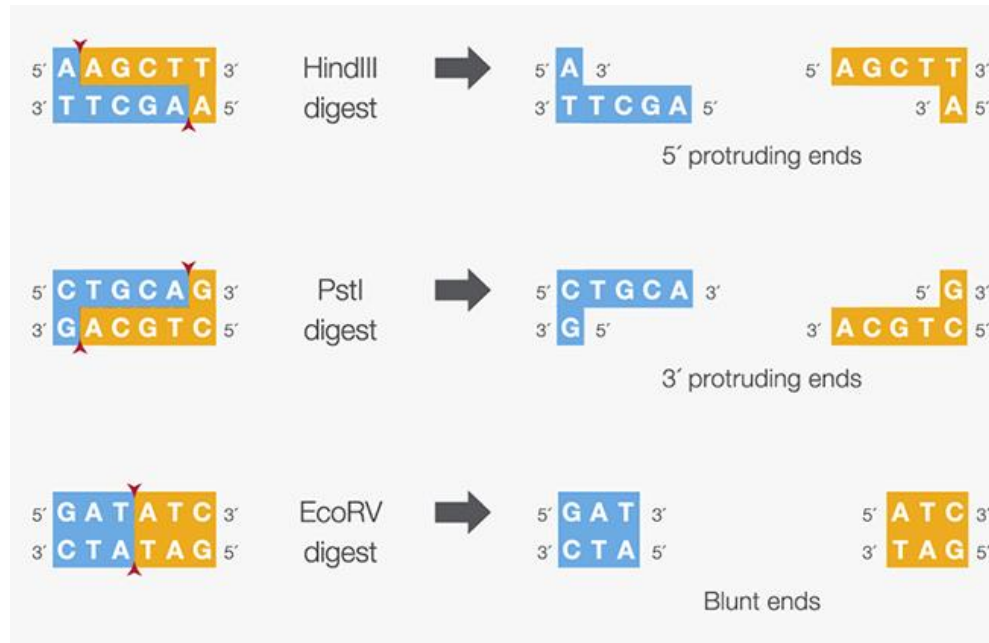 5′ A A G C T T 3′ HindIII 5′ A 3′ 5′ A G C T T 3′
3′ T T C G A A 5′ digest 3′ T T C G A 5′ 3′ A 5′
5′ protruding ends
5′ C T G C A G 3′ PstI 5′ C T G C A 3′ 5′ G 3′
3′ G A C G T C 5′ digest 3′ G 5′ 3′ A C G T C 5′
3′ protruding ends
5′ G A T A T C 3′ EcoRV 5′ G A T 3′ 5′ A T C 3′
3′ C T A T A G 5′ digest 3′ C T A 5′ 3′ T A G 5′
Blunt ends